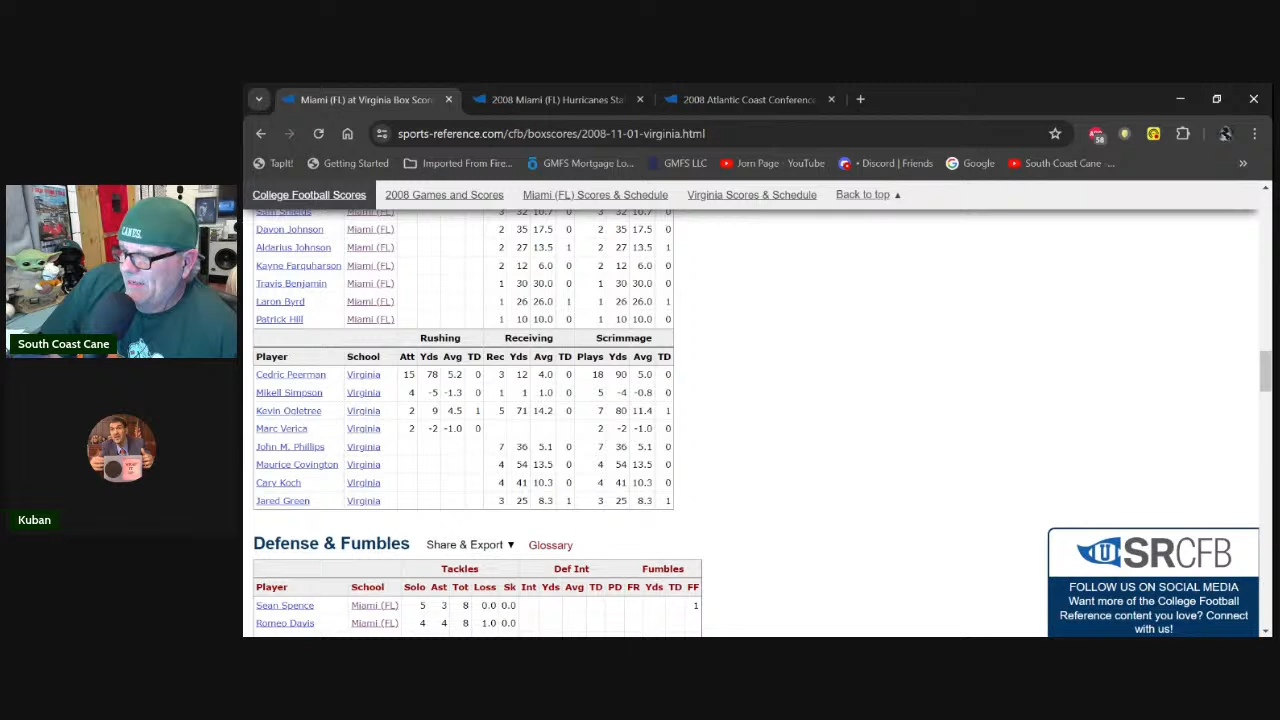 Miami (FL) at Virginia Box Scor
2008 Miami (FL) Hurricanes Sta
2008 Atlantic Coast Conference
sports-reference.com/cfb/boxscores/2008-11-01-virginia.html
58
TapIt!
Getting Started
Imported From Fire...
GMFS Mortgage Lo...
GMFS LLC
Jorn Page - YouTube
• Discord | Friends
Google
South Coast Cane -...
College Football Scores
2008 Games and Scores
Miami (FL) Scores & Schedule
Virginia Scores & Schedule
Back to top ▲
Sam Shields Miami (FL) 3 32 10.7 0 3 32 10.7 0
Davon Johnson Miami (FL) 2 35 17.5 0 2 35 17.5 0
Aldarius Johnson Miami (FL) 2 27 13.5 1 2 27 13.5 1
Kayne Farquharson Miami (FL) 2 12 6.0 0 2 12 6.0 0
Travis Benjamin Miami (FL) 1 30 30.0 0 1 30 30.0 0
Laron Byrd Miami (FL) 1 26 26.0 1 1 26 26.0 1
Patrick Hill Miami (FL) 1 10 10.0 0 1 10 10.0 0
Rushing Receiving Scrimmage
Player School Att Yds Avg TD Rec Yds Avg TD Plays Yds Avg TD
Cedric Peerman Virginia 15 78 5.2 0 3 12 4.0 0 18 90 5.0 0
Mikell Simpson Virginia 4 -5 -1.3 0 1 1 1.0 0 5 -4 -0.8 0
Kevin Ogletree Virginia 2 9 4.5 1 5 71 14.2 0 7 80 11.4 1
Marc Verica Virginia 2 -2 -1.0 0 2 -2 -1.0 0
John M. Phillips Virginia 7 36 5.1 0 7 36 5.1 0
Maurice Covington Virginia 4 54 13.5 0 4 54 13.5 0
Cary Koch Virginia 4 41 10.3 0 4 41 10.3 0
Jared Green Virginia 3 25 8.3 1 3 25 8.3 1
Defense & Fumbles Share & Export ▼ Glossary
Tackles Def Int Fumbles
Player School Solo Ast Tot Loss Sk Int Yds Avg TD PD FR Yds TD FF
Sean Spence Miami (FL) 5 3 8 0.0 0.0 1
Romeo Davis Miami (FL) 4 4 8 1.0 0.0
SRCFB
FOLLOW US ON SOCIAL MEDIA
Want more of the College Football
Reference content you love? Connect
with us!
CANES.
South Coast Cane
Kuban